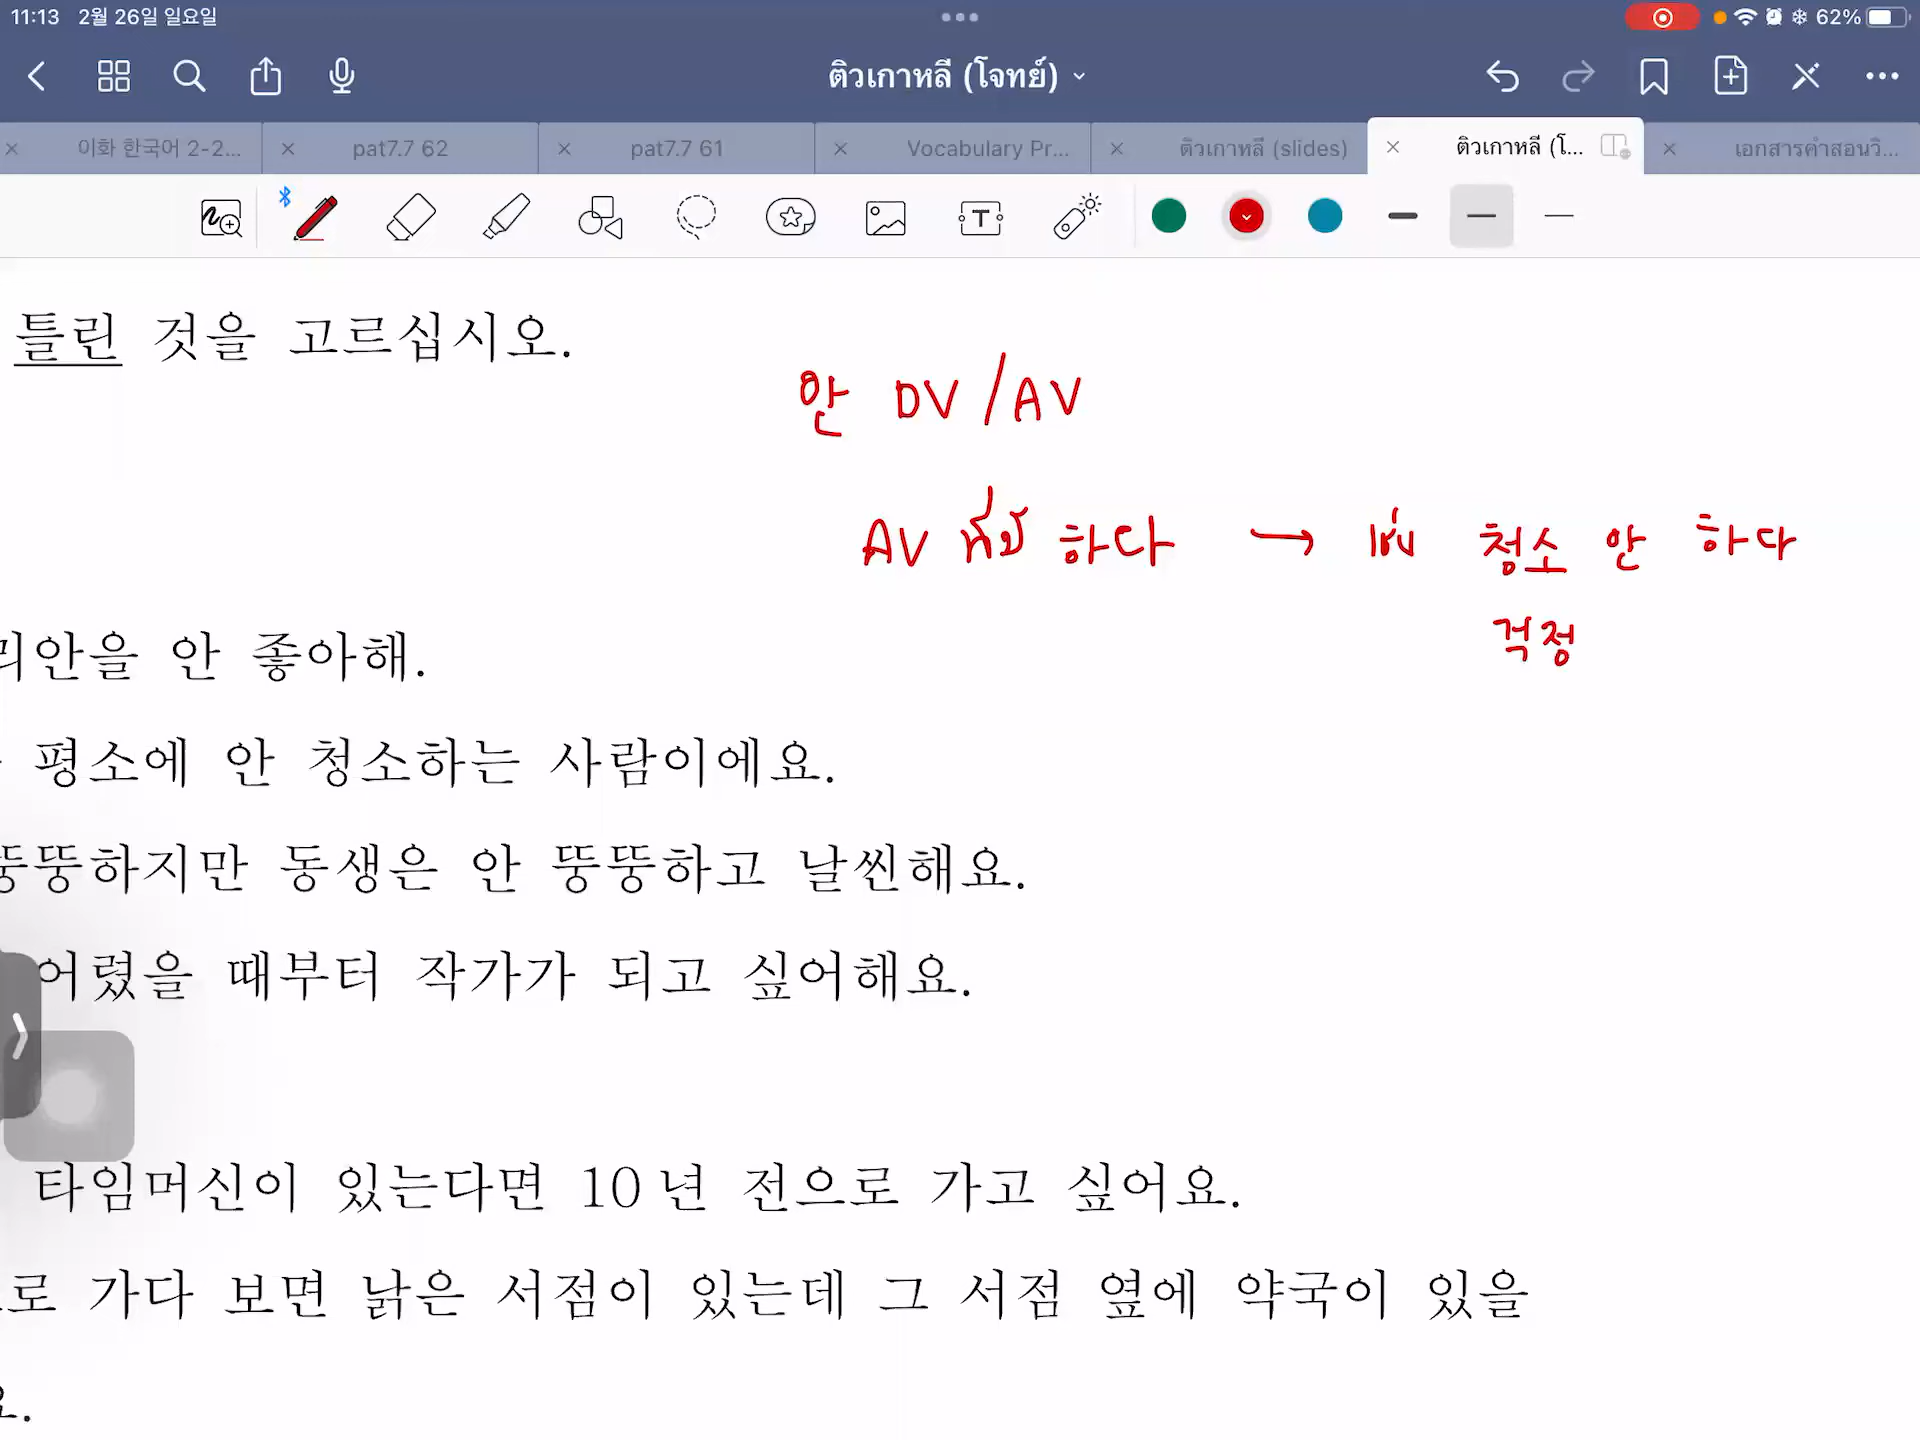 11:13 2월 26일 일요일
62%
ติวเกาหลี (โจทย์)
이화 한국어 2-2... pat7.7 62 pat7.7 61 Vocabulary Pr... ติวเกาหลี (slides) ติวเกาหลี (โ... เอกสารคำสอนวิ...
T
틀린 것을 고르십시오.
안 DV / AV
AV ที่มี 하다 → เช่น 청소 안 하다
걱정
리안을 안 좋아해.
평소에 안 청소하는 사람이에요.
뚱뚱하지만 동생은 안 뚱뚱하고 날씬해요.
어렸을 때부터 작가가 되고 싶어해요.
타임머신이 있는다면 10년 전으로 가고 싶어요.
로 가다 보면 낡은 서점이 있는데 그 서점 옆에 약국이 있을
요.